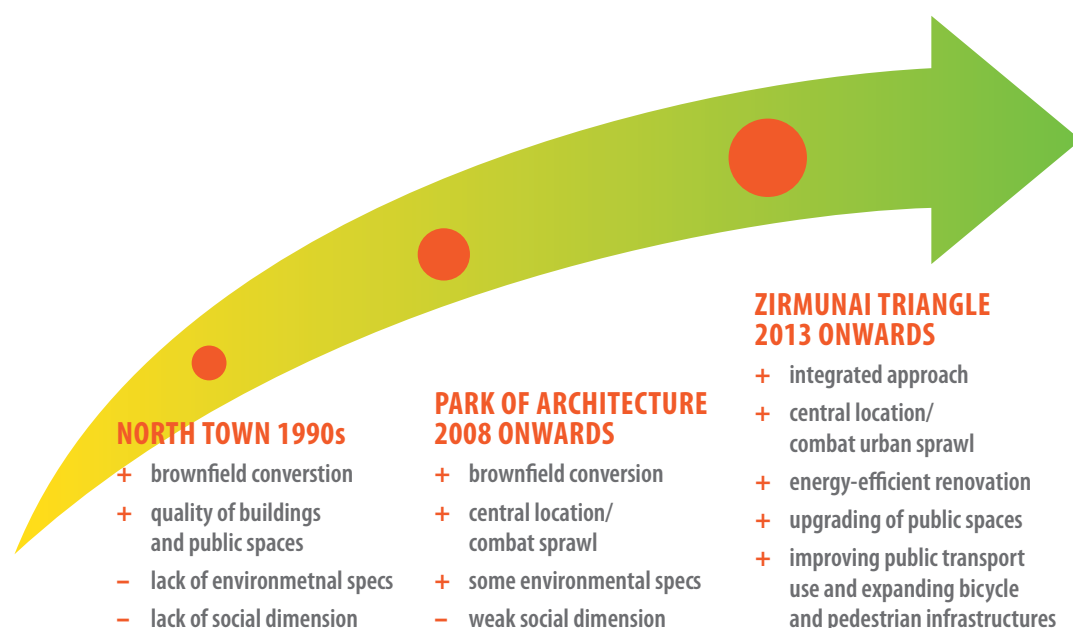 NORTH TOWN 1990s
+ brownfield converstion
+ quality of buildings
and public spaces
– lack of environmetnal specs
– lack of social dimension
PARK OF ARCHITECTURE
2008 ONWARDS
+ brownfield conversion
+ central location/
combat sprawl
+ some environmental specs
– weak social dimension
ZIRMUNAI TRIANGLE
2013 ONWARDS
+ integrated approach
+ central location/
combat urban sprawl
+ energy-efficient renovation
+ upgrading of public spaces
+ improving public transport
use and expanding bicycle
and pedestrian infrastructures